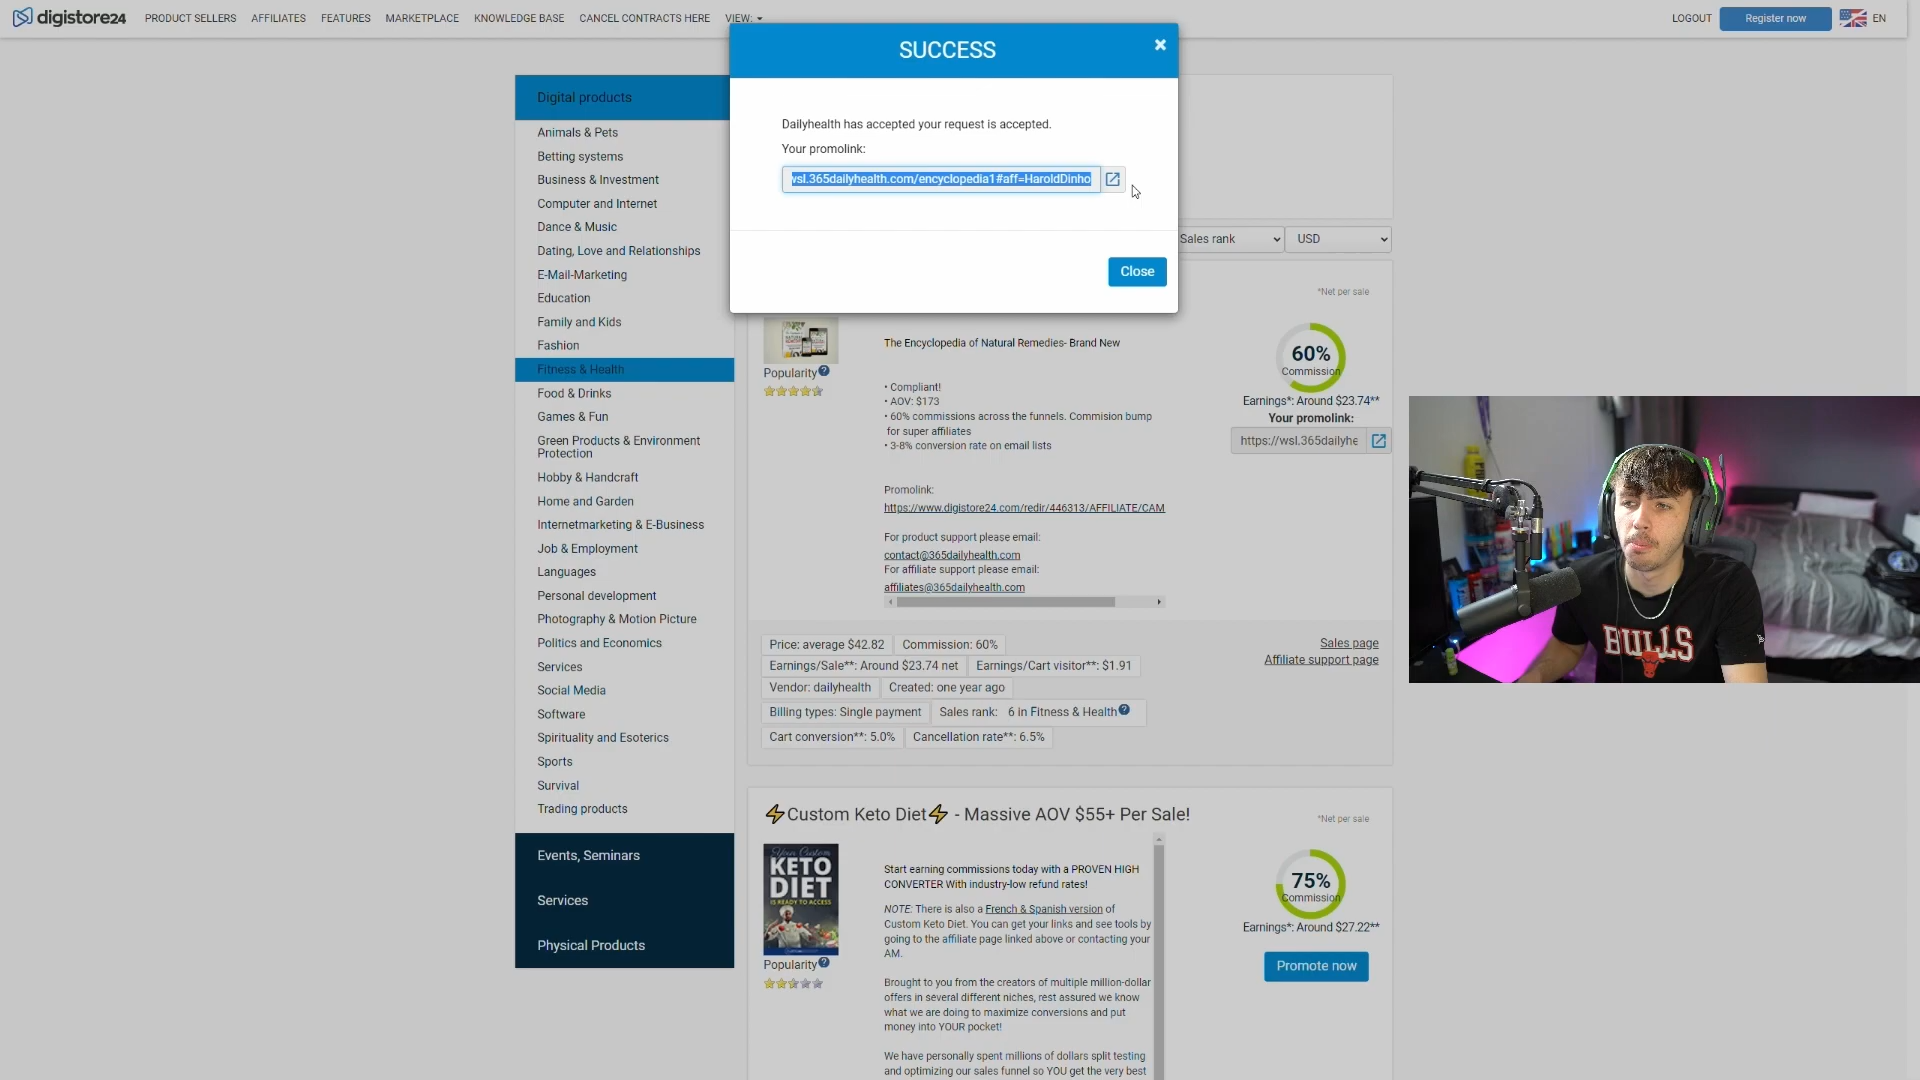 digistore24
PRODUCT SELLERS
AFFILIATES
FEATURES
MARKETPLACE
KNOWLEDGE BASE
CANCEL CONTRACTS HERE
VIEW:
LOGOUT
Register now
EN
SUCCESS
Dailyhealth has accepted your request is accepted.
Your promolink:
wsl.365dailyhealth.com/encyclopedia1#aff=HaroldDinho
Close
Digital products
Animals & Pets
Betting systems
Business & Investment
Computer and Internet
Dance & Music
Dating, Love and Relationships
E-Mail-Marketing
Education
Family and Kids
Fashion
Fitness & Health
Food & Drinks
Games & Fun
Green Products & Environment
Protection
Hobby & Handcraft
Home and Garden
Internetmarketing & E-Business
Job & Employment
Languages
Personal development
Photography & Motion Picture
Politics and Economics
Services
Social Media
Software
Spirituality and Esoterics
Sports
Survival
Trading products
Events, Seminars
Services
Physical Products
Sales rank
USD
*Net per sale
Popularity
The Encyclopedia of Natural Remedies- Brand New
• Compliant!
• AOV: $173
• 60% commissions across the funnels. Commision bump
for super affiliates
• 3-8% conversion rate on email lists
Promolink:
https://www.digistore24.com/redir/446313/AFFILIATE/CAM
For product support please email:
contact@365dailyhealth.com
For affiliate support please email:
affiliates@365dailyhealth.com
60%
Commission
Earnings*: Around $23.74**
Your promolink:
https://wsl.365dailyhe
Price: average $42.82
Commission: 60%
Earnings/Sale**: Around $23.74 net
Earnings/Cart visitor**: $1.91
Vendor: dailyhealth
Created: one year ago
Billing types: Single payment
Sales rank: 6 in Fitness & Health
Cart conversion**: 5.0%
Cancellation rate**: 6.5%
Sales page
Affiliate support page
Custom Keto Diet - Massive AOV $55+ Per Sale!
*Net per sale
Your Custom
KETO
DIET
IS READY TO ACCESS
Popularity
Start earning commissions today with a PROVEN HIGH
CONVERTER With industry-low refund rates!
NOTE: There is also a French & Spanish version of
Custom Keto Diet. You can get your links and see tools by
going to the affiliate page linked above or contacting your
AM.
Brought to you from the creators of multiple million-dollar
offers in several different niches, rest assured we know
what we are doing to maximize conversions and put
money into YOUR pocket!
We have personally spent millions of dollars split testing
and optimizing our sales funnel so YOU get the very best
75%
Commission
Earnings*: Around $27.22**
Promote now
BULLS